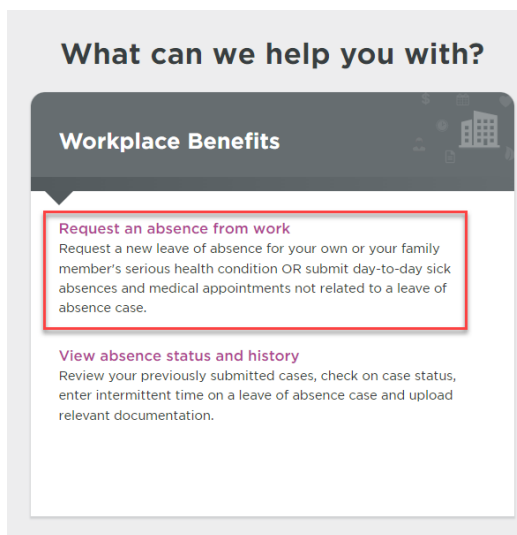 What can we help you with?
Workplace Benefits
Request an absence from work
Request a new leave of absence for your own or your family
member's serious health condition OR submit day-to-day sick
absences and medical appointments not related to a leave of
absence case.
View absence status and history
Review your previously submitted cases, check on case status,
enter intermittent time on a leave of absence case and upload
relevant documentation.